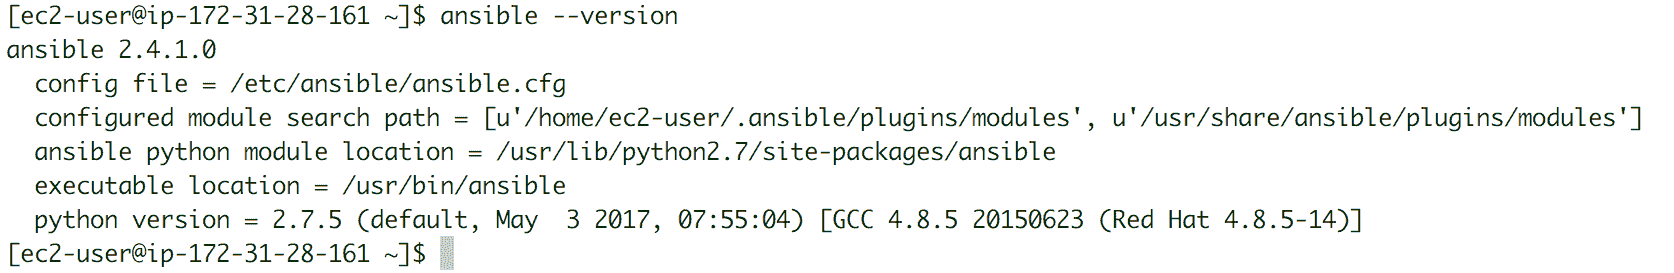 [ec2-user@ip-172-31-28-161 ~]$ ansible --version
ansible 2.4.1.0
  config file = /etc/ansible/ansible.cfg
  configured module search path = [u'/home/ec2-user/.ansible/plugins/modules', u'/usr/share/ansible/plugins/modules']
  ansible python module location = /usr/lib/python2.7/site-packages/ansible
  executable location = /usr/bin/ansible
  python version = 2.7.5 (default, May  3 2017, 07:55:04) [GCC 4.8.5 20150623 (Red Hat 4.8.5-14)]
[ec2-user@ip-172-31-28-161 ~]$